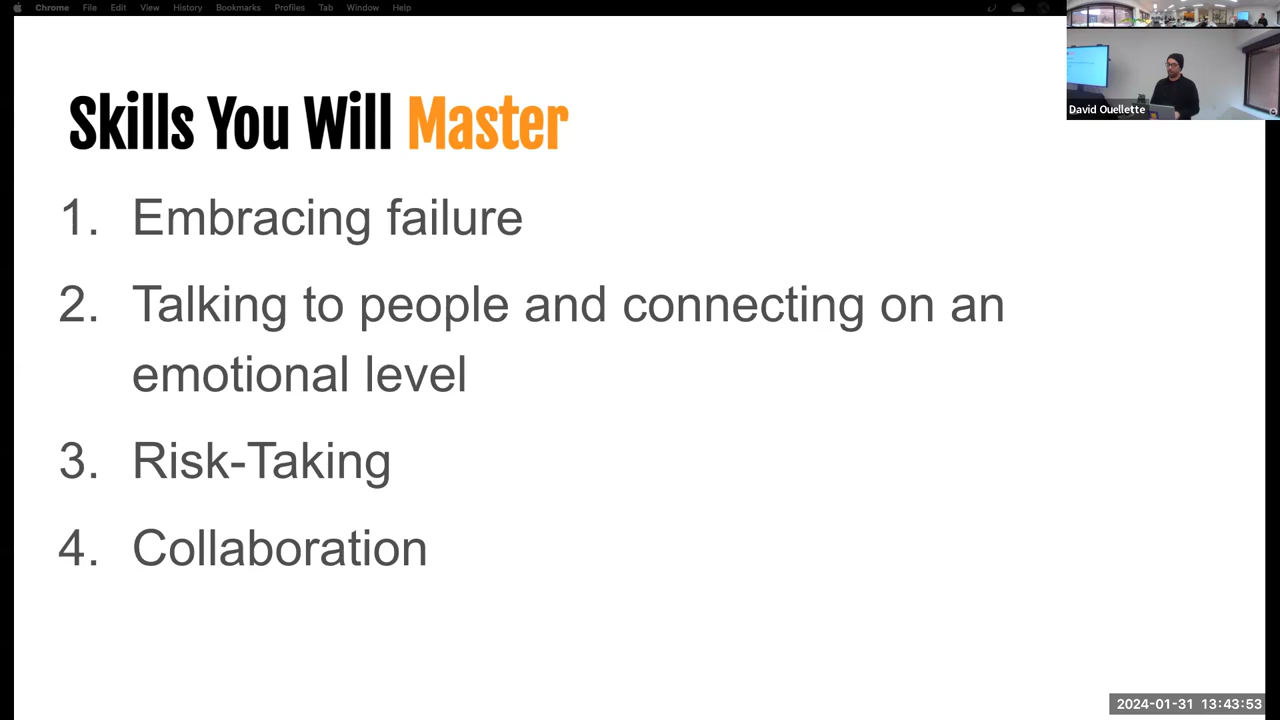 Chrome File Edit View History Bookmarks Profiles Tab Window Help
David Ouellette
Skills You Will Master
1. Embracing failure
2. Talking to people and connecting on an
emotional level
3. Risk-Taking
4. Collaboration
2024-01-31 13:43:53